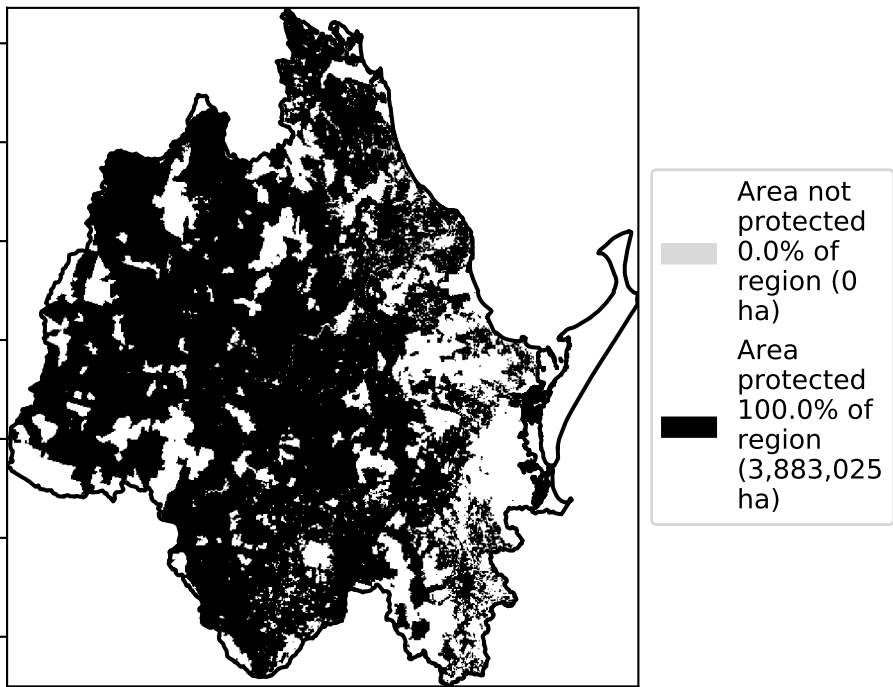 Area not
protected
0.0% of
region (0
ha)
Area
protected
100.0% of
region
(3,883,025
ha)